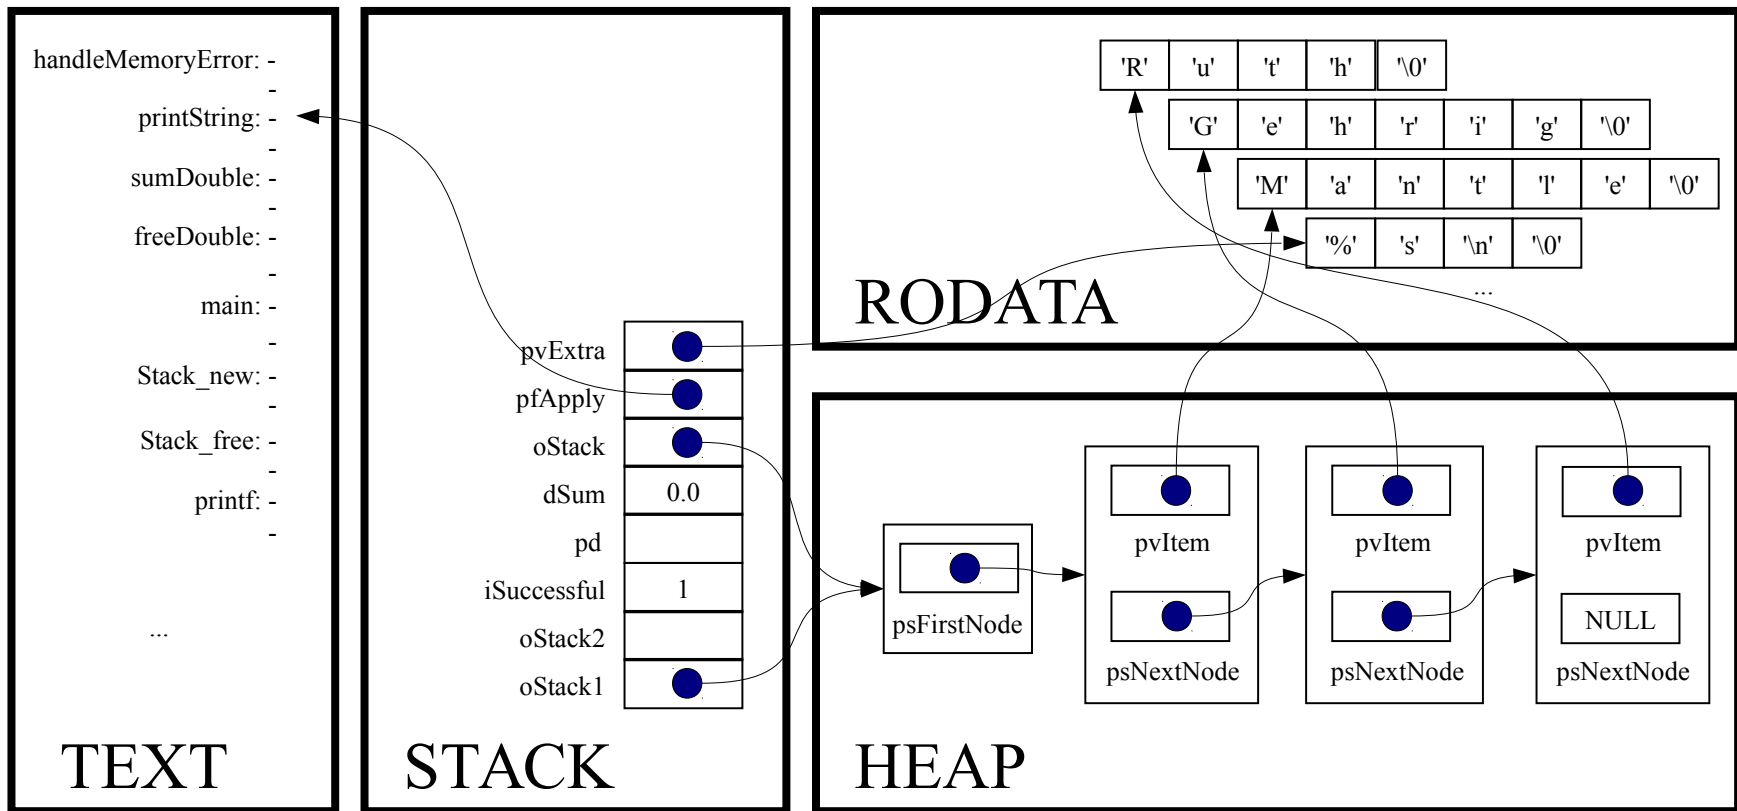 handleMemoryError: -
-
printString: -
-
sumDouble: -
-
freeDouble: -
-
main: -
-
Stack_new: -
-
Stack_free: -
-
printf: -
-
...
TEXT
pvExtra
pfApply
oStack
dSum 0.0
pd
iSuccessful 1
oStack2
oStack1
STACK
'R' 'u' 't' 'h' '\0'
'G' 'e' 'h' 'r' 'i' 'g' '\0'
'M' 'a' 'n' 't' 'l' 'e' '\0'
'%' 's' '\n' '\0'
...
RODATA
pvItem pvItem pvItem
psFirstNode NULL
psNextNode psNextNode psNextNode
HEAP